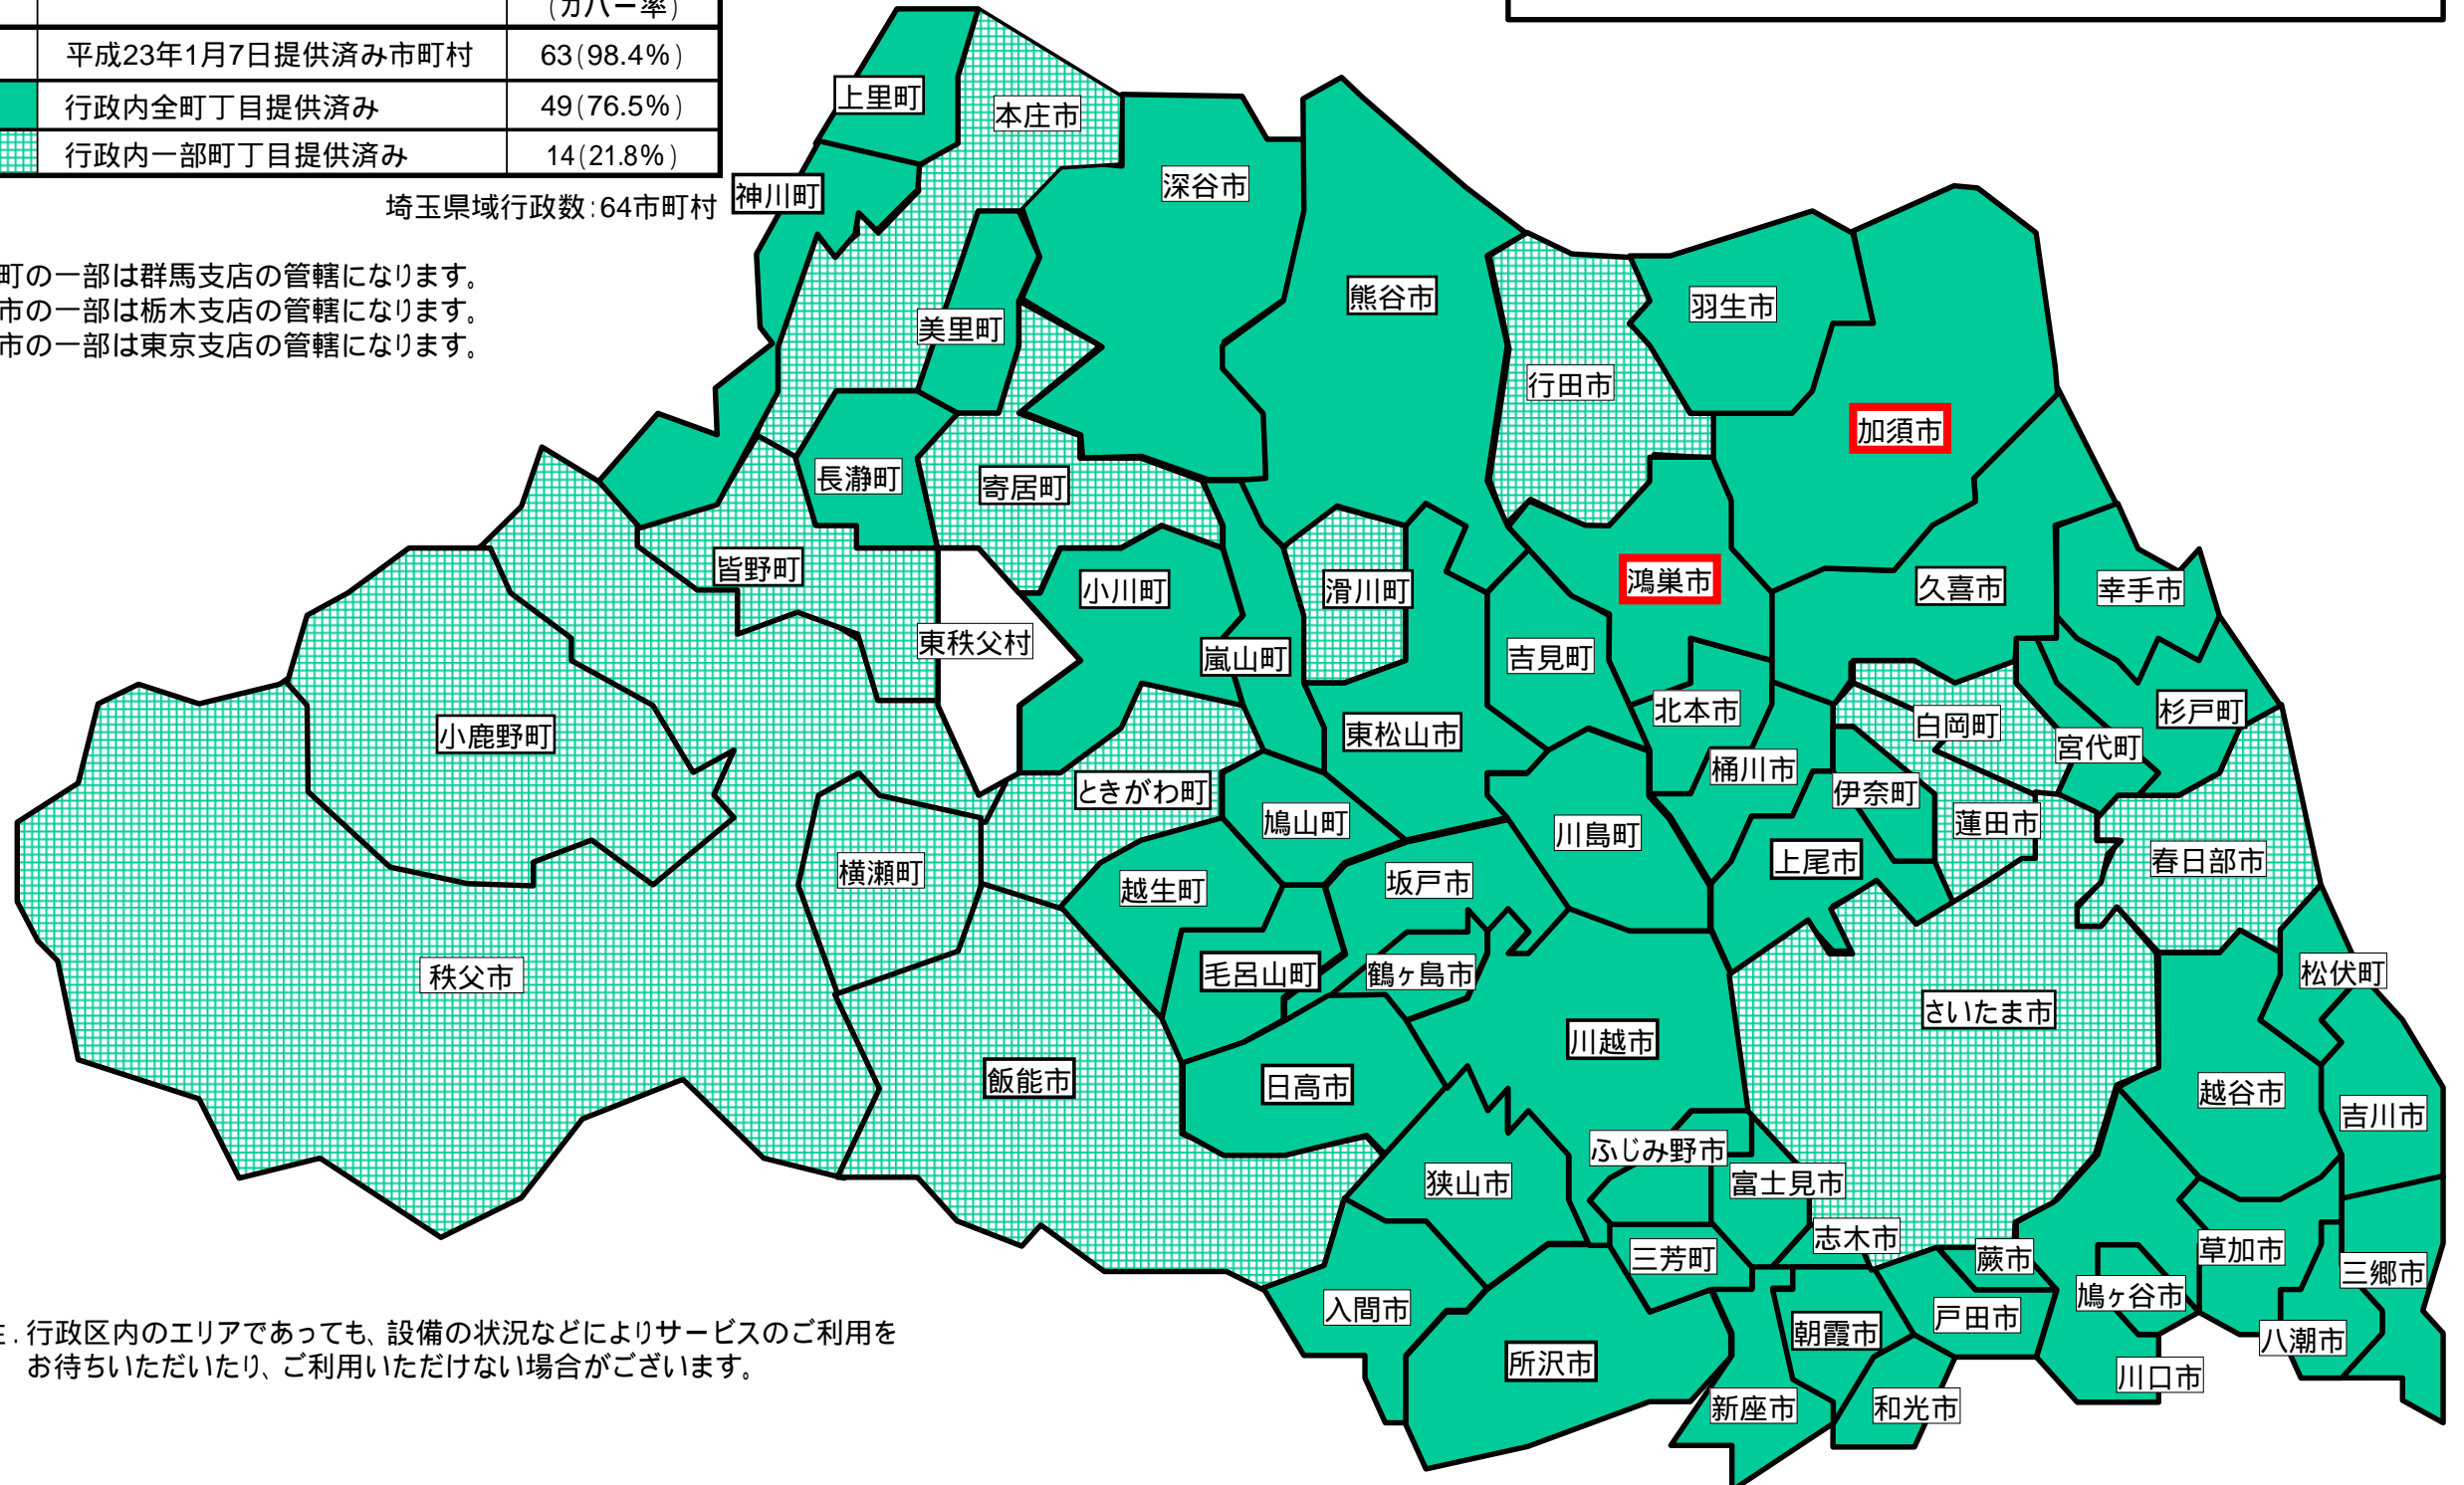 (カバー率)
平成23年1月7日提供済み市町村 63(98.4%)
行政内全町丁目提供済み 49(76.5%)
行政内一部町丁目提供済み 14(21.8%)
埼玉県域行政数:64市町村
町の一部は群馬支店の管轄になります。
市の一部は栃木支店の管轄になります。
市の一部は東京支店の管轄になります。
上里町
本庄市
深谷市
神川町
熊谷市
羽生市
美里町
行田市
加須市
長瀞町
寄居町
皆野町
小川町
滑川町
鴻巣市
久喜市
幸手市
東秩父村
嵐山町
吉見町
北本市
杉戸町
白岡町
小鹿野町
東松山市
宮代町
桶川市
ときがわ町
伊奈町
鳩山町
川島町
蓮田市
上尾市
春日部市
横瀬町
越生町
坂戸市
秩父市
毛呂山町
鶴ヶ島市
松伏町
さいたま市
川越市
飯能市
日高市
越谷市
吉川市
ふじみ野市
狭山市
富士見市
志木市
三芳町
蕨市
草加市
三郷市
鳩ヶ谷市
入間市
戸田市
朝霞市
八潮市
所沢市
川口市
新座市
和光市
. 行政区内のエリアであっても、設備の状況などによりサービスのご利用を
お待ちいただいたり、ご利用いただけない場合がございます。